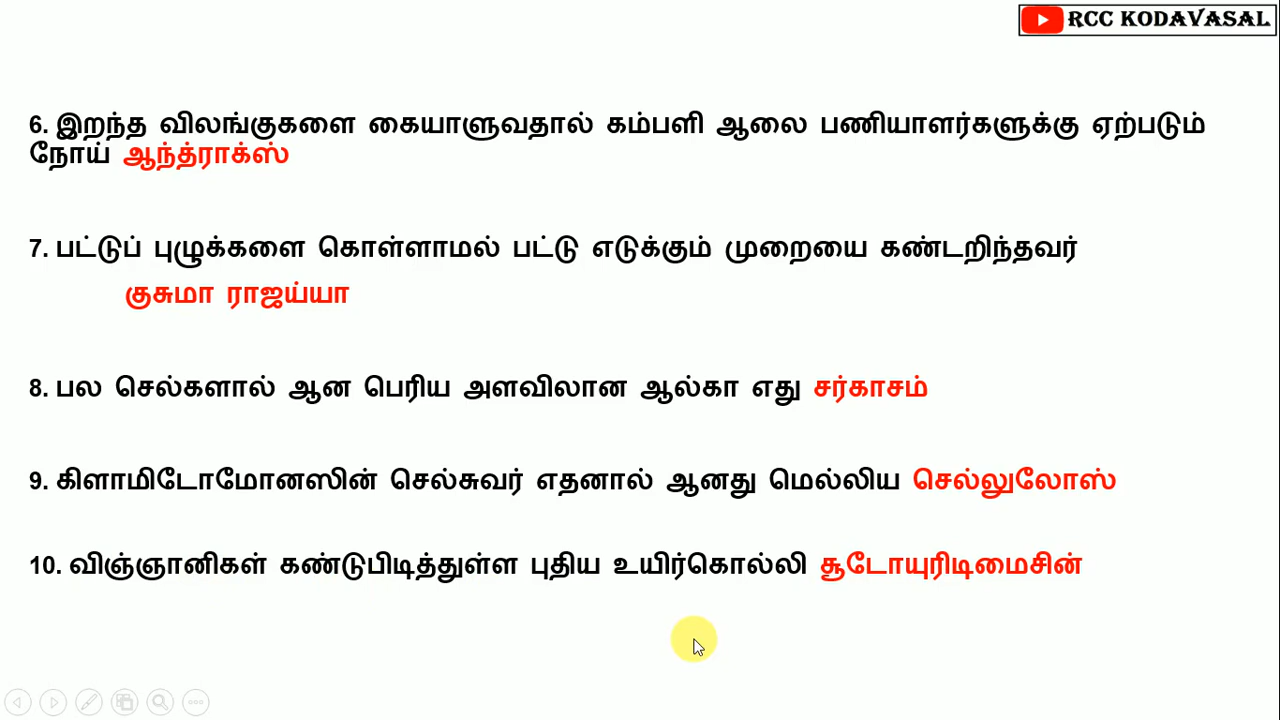 RCC KODAVASAL
6. இறந்த விலங்குகளை கையாளுவதால் கம்பளி ஆலை பணியாளர்களுக்கு ஏற்படும்
நோய் ஆந்த்ராக்ஸ்
7. பட்டுப் புழுக்களை கொள்ளாமல் பட்டு எடுக்கும் முறையை கண்டறிந்தவர்
குசுமா ராஜய்யா
8. பல செல்களால் ஆன பெரிய அளவிலான ஆல்கா எது சர்காசம்
9. கிளாமிடோமோனஸின் செல்சுவர் எதனால் ஆனது மெல்லிய செல்லுலோஸ்
10. விஞ்ஞானிகள் கண்டுபிடித்துள்ள புதிய உயிர்கொல்லி சூடோயுரிடிமைசின்